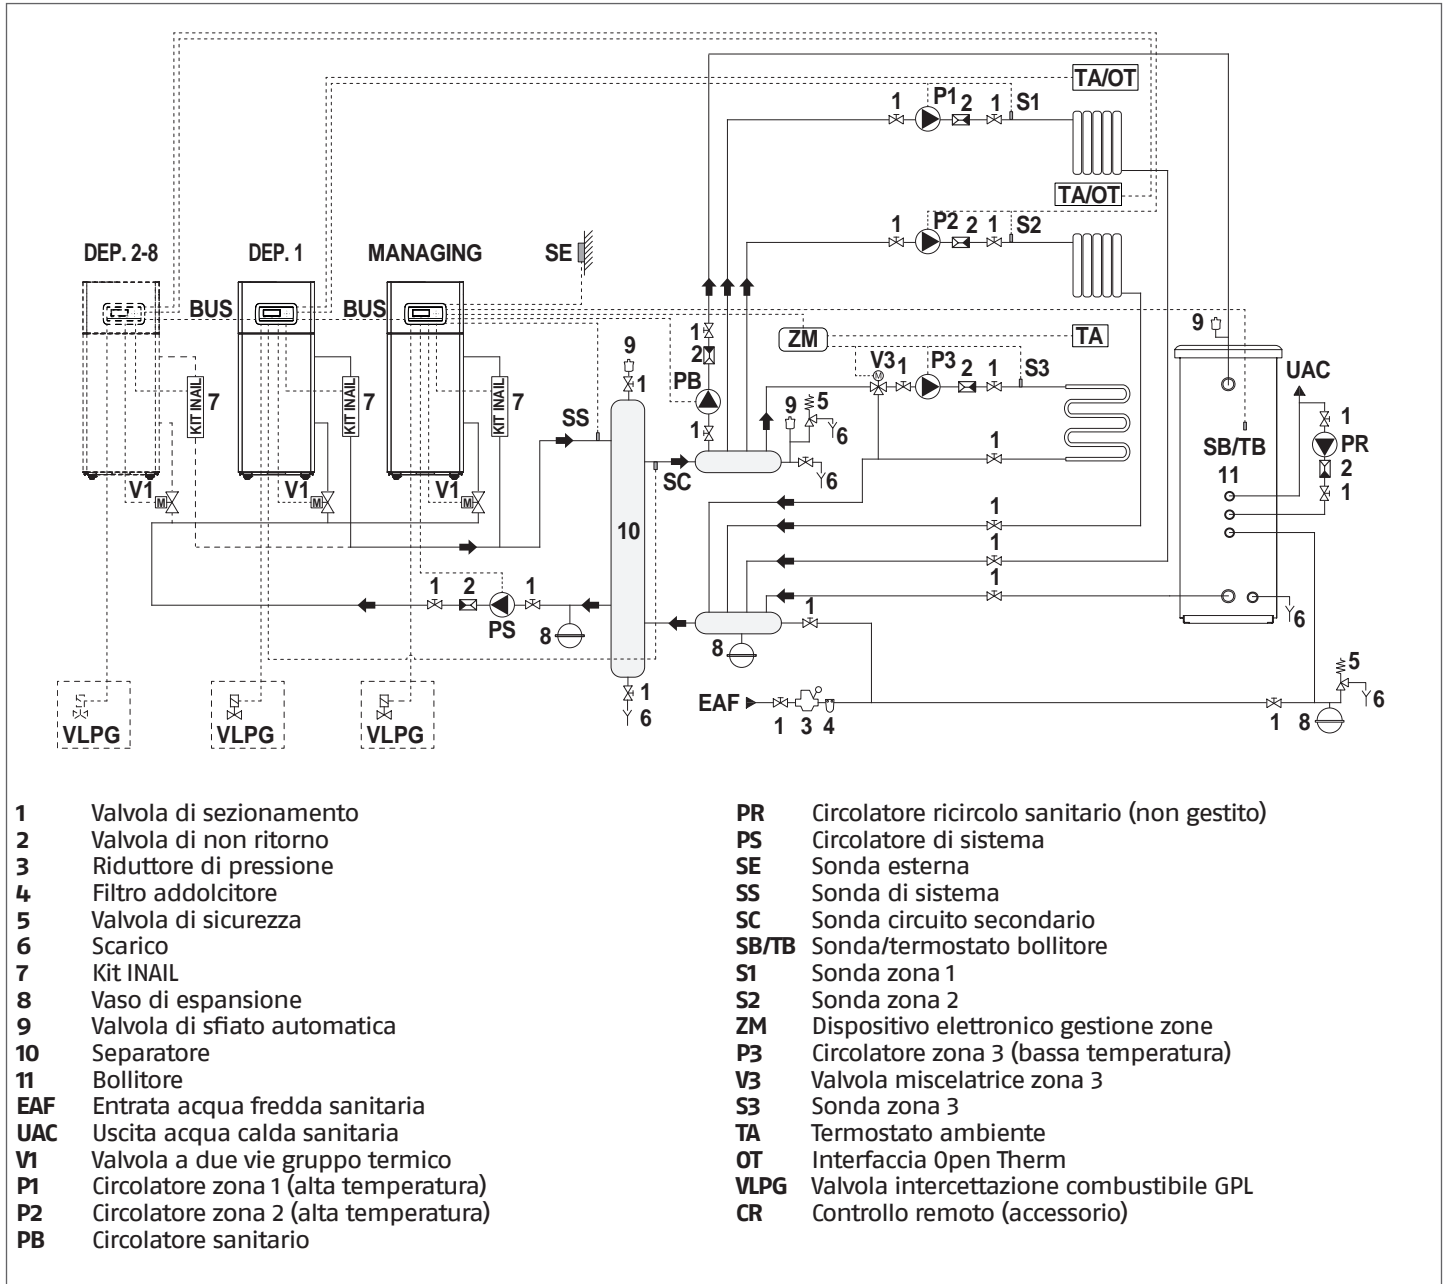 TA/OT
1 P1 2 1 S1
TA/OT
1 P2 2 1 S2
DEP. 2-8 DEP. 1 MANAGING SE
BUS BUS
ZM TA
9 1 2 1 9
V3 1 P3 2 1 S3
UAC
PB
KIT INAIL 7 KIT INAIL 7 KIT INAIL 7
SS 9 5 1
1 6 1 SB/TB PR
SC 6 11 2
V1 V1 V1 1
M M M M
10 1
1
1 2 1 1 1
PS 8 8 6
1 EAF 5
6 1 3 4 1 8 6
VLPG VLPG VLPG
1 Valvola di sezionamento
2 Valvola di non ritorno
3 Riduttore di pressione
4 Filtro addolcitore
5 Valvola di sicurezza
6 Scarico
7 Kit INAIL
8 Vaso di espansione
9 Valvola di sfiato automatica
10 Separatore
11 Bollitore
EAF Entrata acqua fredda sanitaria
UAC Uscita acqua calda sanitaria
V1 Valvola a due vie gruppo termico
P1 Circolatore zona 1 (alta temperatura)
P2 Circolatore zona 2 (alta temperatura)
PB Circolatore sanitario
PR Circolatore ricircolo sanitario (non gestito)
PS Circolatore di sistema
SE Sonda esterna
SS Sonda di sistema
SC Sonda circuito secondario
SB/TB Sonda/termostato bollitore
S1 Sonda zona 1
S2 Sonda zona 2
ZM Dispositivo elettronico gestione zone
P3 Circolatore zona 3 (bassa temperatura)
V3 Valvola miscelatrice zona 3
S3 Sonda zona 3
TA Termostato ambiente
OT Interfaccia Open Therm
VLPG Valvola intercettazione combustibile GPL
CR Controllo remoto (accessorio)